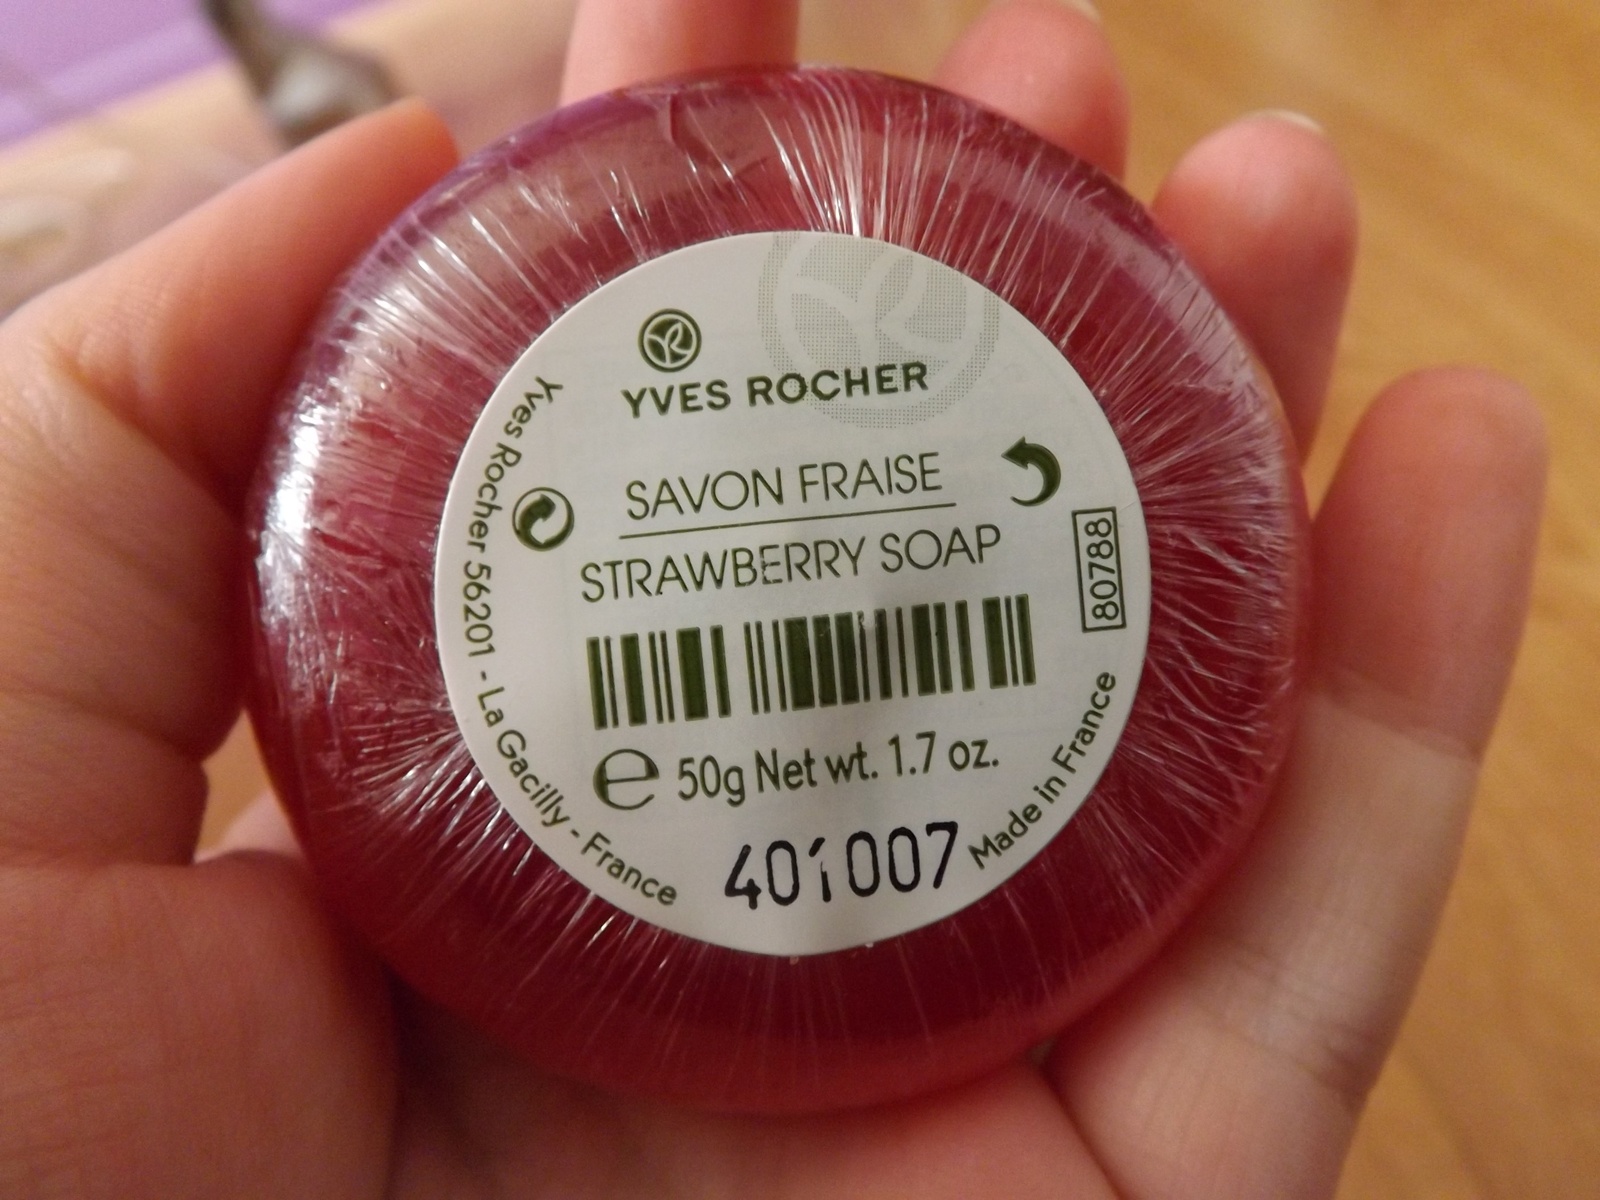 YVES ROCHER
SAVON FRAISE
STRAWBERRY SOAP
80788
℮ 50g Net wt. 1.7 oz.
401007
Yves Rocher 56201 - La Gacilly - France
Made in France